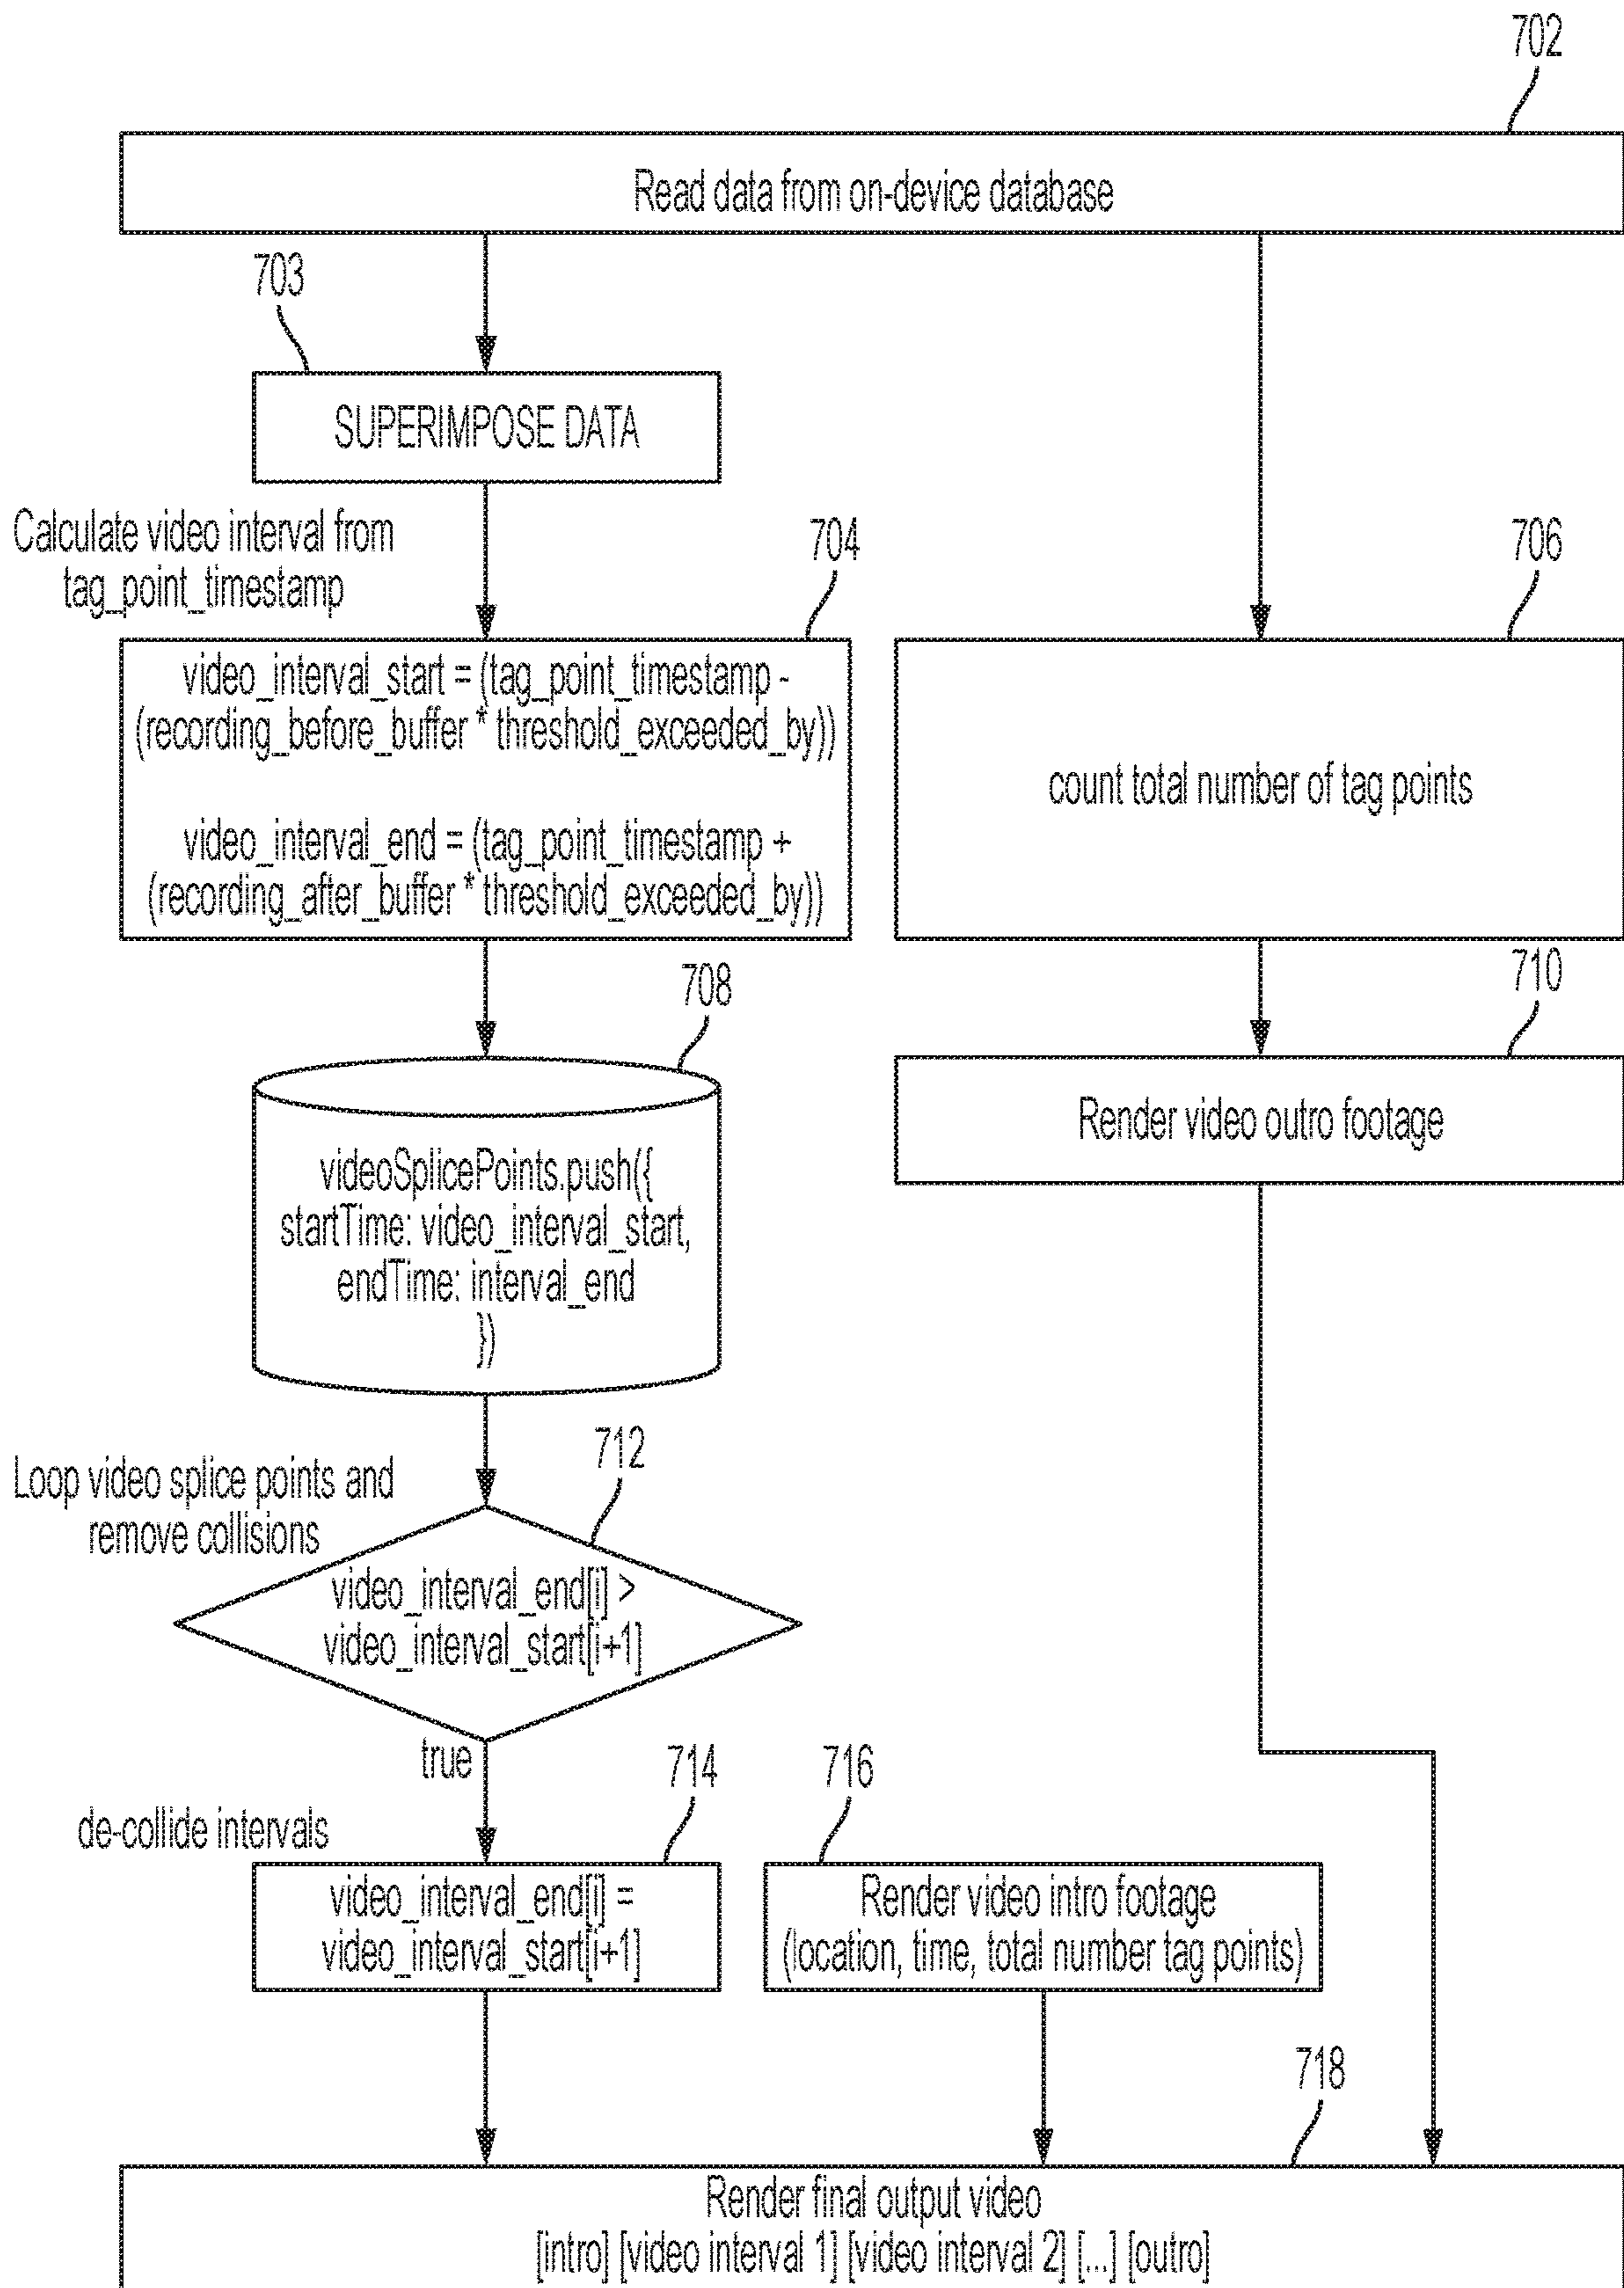 702
Read data from on-device database
703
SUPERIMPOSE DATA
Calculate video interval from
tag_point_timestamp
704
706
video_interval_start = (tag_point_timestamp -
(recording_before_buffer * threshold_exceeded_by))
video_interval_end = (tag_point_timestamp +
(recording_after_buffer * threshold_exceeded_by))
count total number of tag points
708
710
videoSplicePoints.push({
startTime: video_interval_start,
endTime: interval_end
})
Render video outro footage
Loop video splice points and
remove collisions
712
video_interval_end[i] >
video_interval_start[i+1]
true
de-collide intervals
714
716
video_interval_end[i] =
video_interval_start[i+1]
Render video intro footage
(location, time, total number tag points)
718
Render final output video
[intro] [video interval 1] [video interval 2] [...] [outro]